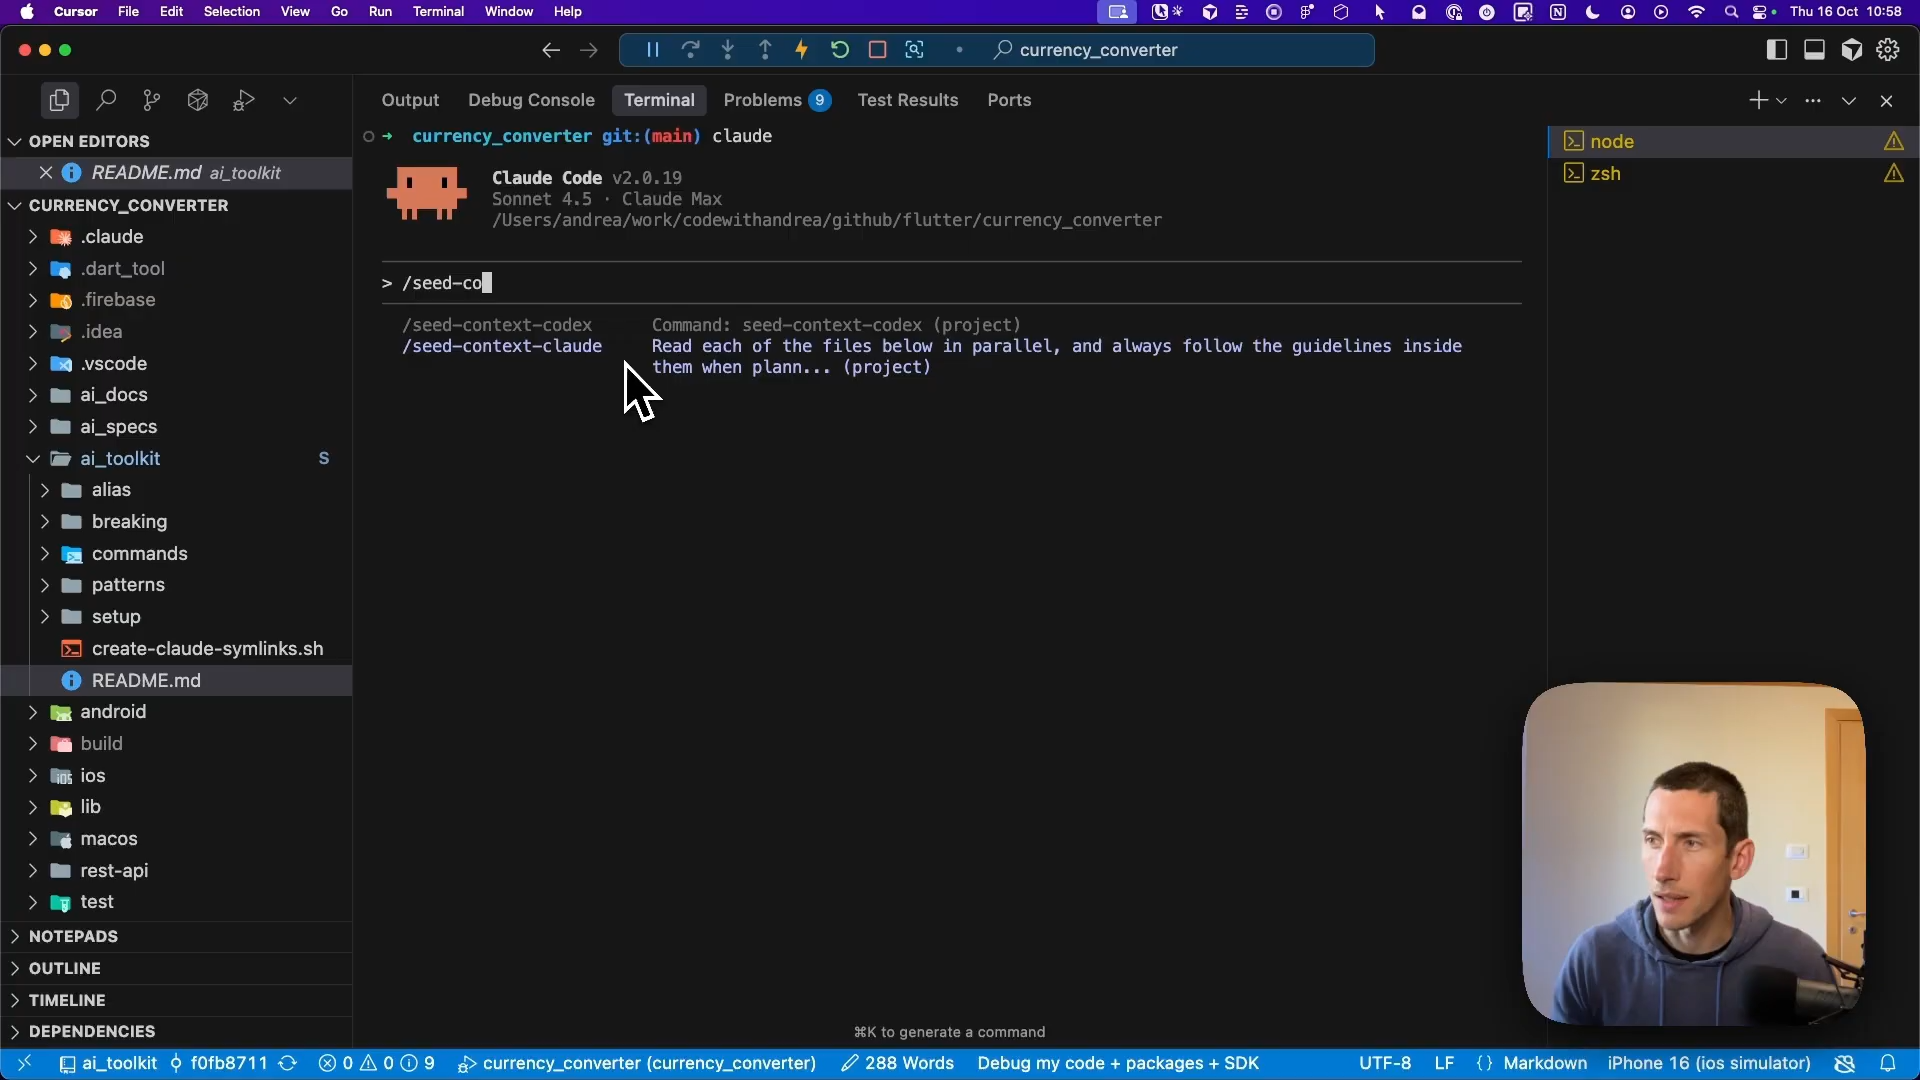 Cursor File Edit Selection View Go Run Terminal Window Help Thu 16 Oct 10:58
currency_converter
Output Debug Console Terminal Problems 9 Test Results Ports
OPEN EDITORS
README.md ai_toolkit
CURRENCY_CONVERTER
.claude
.dart_tool
.firebase
.idea
.vscode
ai_docs
ai_specs
ai_toolkit S
alias
breaking
commands
patterns
setup
create-claude-symlinks.sh
README.md
android
build
ios
lib
macos
rest-api
test
NOTEPADS
OUTLINE
TIMELINE
DEPENDENCIES
currency_converter git:(main) claude
Claude Code v2.0.19
Sonnet 4.5 · Claude Max
/Users/andrea/work/codewithandrea/github/flutter/currency_converter
> /seed-co
/seed-context-codex Command: seed-context-codex (project)
/seed-context-claude Read each of the files below in parallel, and always follow the guidelines inside
them when plann... (project)
⌘K to generate a command
node
zsh
ai_toolkit f0fb8711 0 0 9 currency_converter (currency_converter) 288 Words Debug my code + packages + SDK UTF-8 LF {} Markdown iPhone 16 (ios simulator)